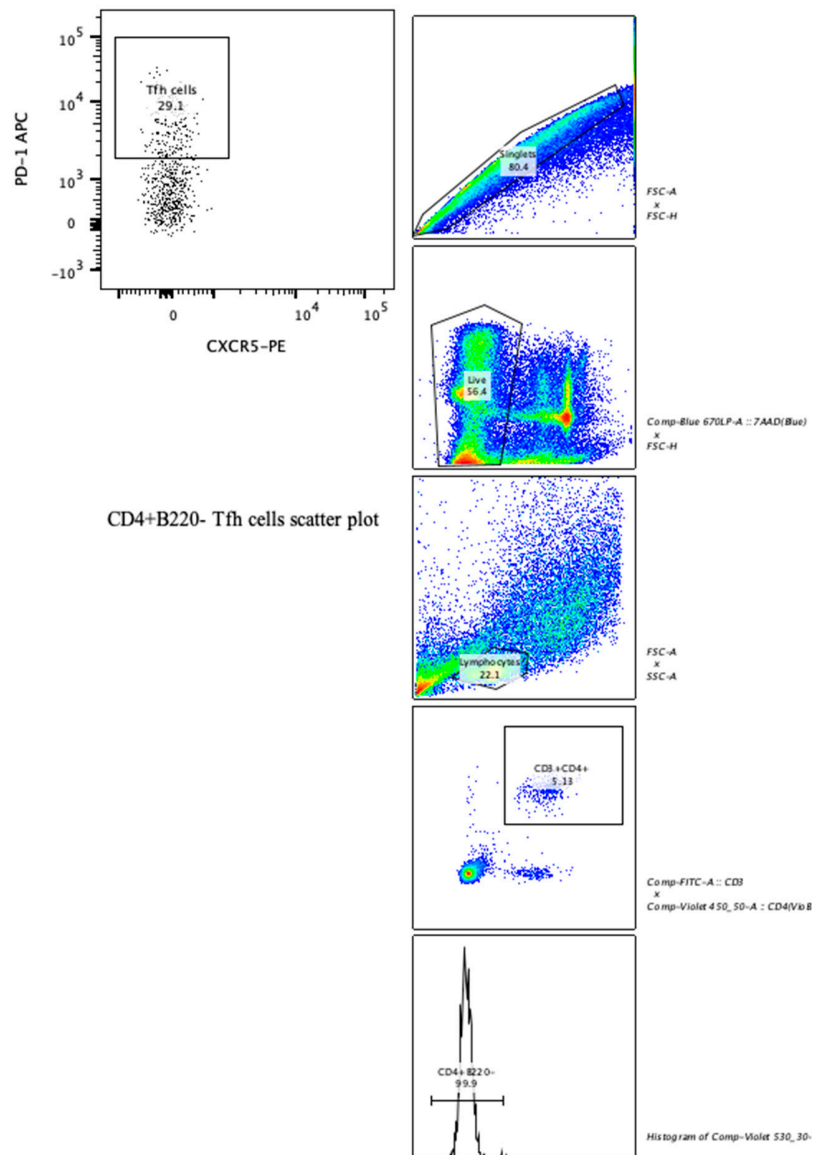 10^5
10^4
10^3
0
-10^3
PD-1 APC
Tfh cells
29.1
0
10^4
10^5
CXCR5-PE
CD4+B220- Tfh cells scatter plot
Singlets
80.4
FSC-A
x
FSC-H
Live
56.4
Comp-Blue 670LP-A :: 7AAD(Blue)
x
FSC-H
Lymphocytes
22.1
FSC-A
x
SSC-A
CD3+CD4+
5.13
Comp-FITC-A :: CD3
x
Comp-Violet 450_50-A :: CD4(VioB
CD4+B220-
99.9
Histogram of Comp-Violet 530_30-